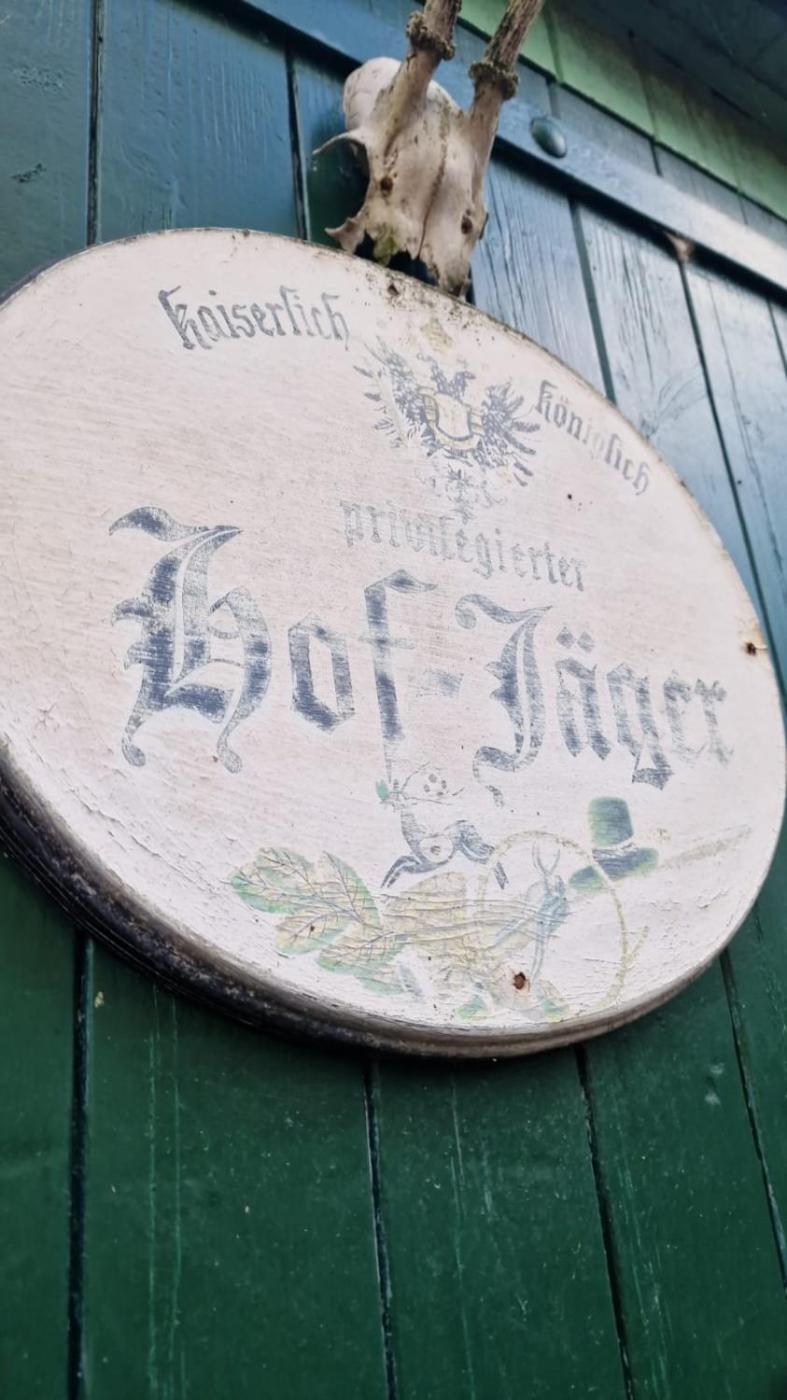 kaiserlich königlich
privilegierter
Hof-Jäger